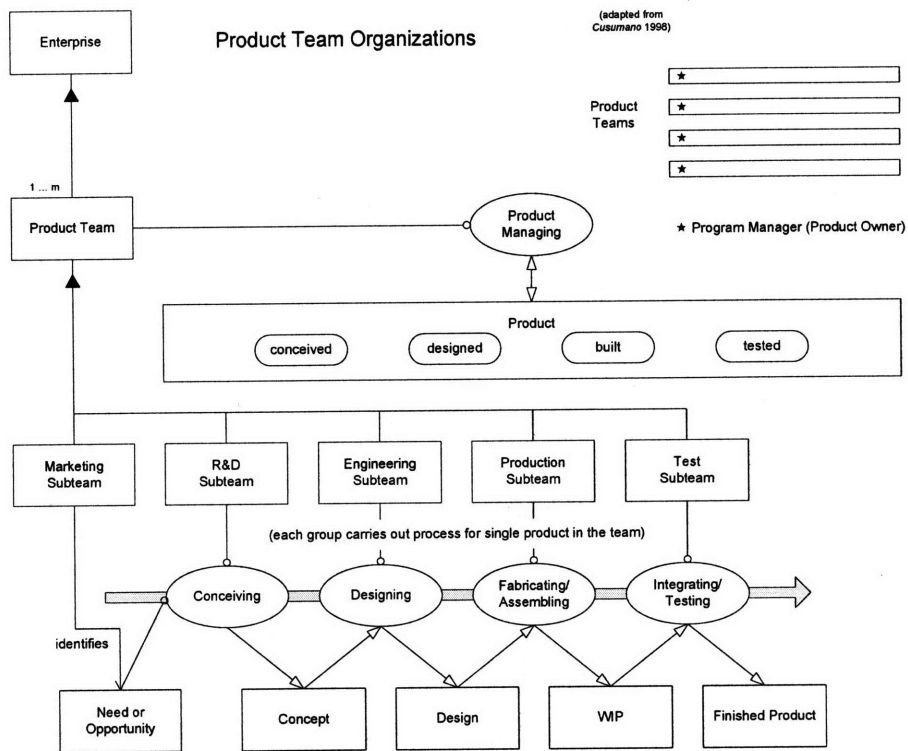 Enterprise
Product Team Organizations
(adapted from
Cusumano 1998)
Product
Teams
★
★
★
★
★ Program Manager (Product Owner)
1 ... m
Product Team
Product
Managing
Product
conceived
designed
built
tested
Marketing
Subteam
R&D
Subteam
Engineering
Subteam
Production
Subteam
Test
Subteam
(each group carries out process for single product in the team)
Conceiving
Designing
Fabricating/
Assembling
Integrating/
Testing
identifies
Need or
Opportunity
Concept
Design
WIP
Finished Product